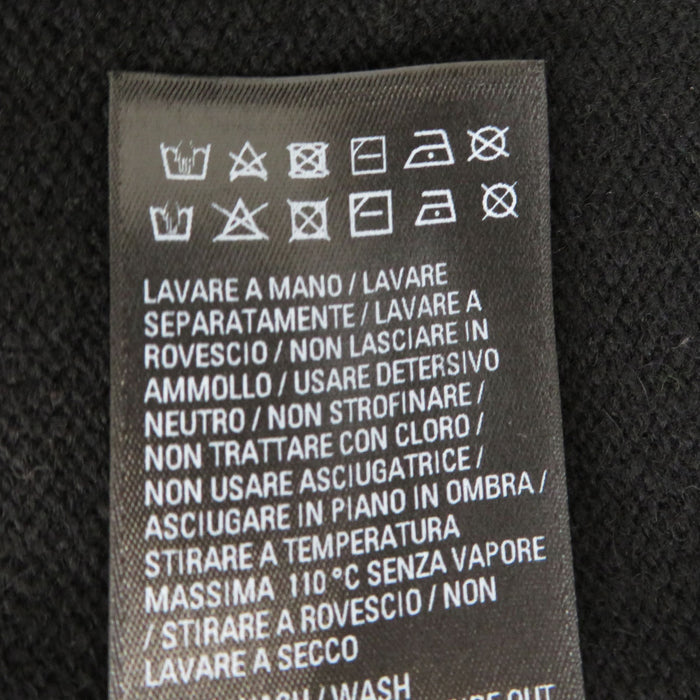 LAVARE A MANO / LAVARE
SEPARATAMENTE / LAVARE A
ROVESCIO / NON LASCIARE IN
AMMOLLO / USARE DETERSIVO
NEUTRO / NON STROFINARE /
NON TRATTARE CON CLORO /
NON USARE ASCIUGATRICE /
ASCIUGARE IN PIANO IN OMBRA /
STIRARE A TEMPERATURA
MASSIMA 110 °C SENZA VAPORE
/ STIRARE A ROVESCIO / NON
LAVARE A SECCO
/ WASH OUT